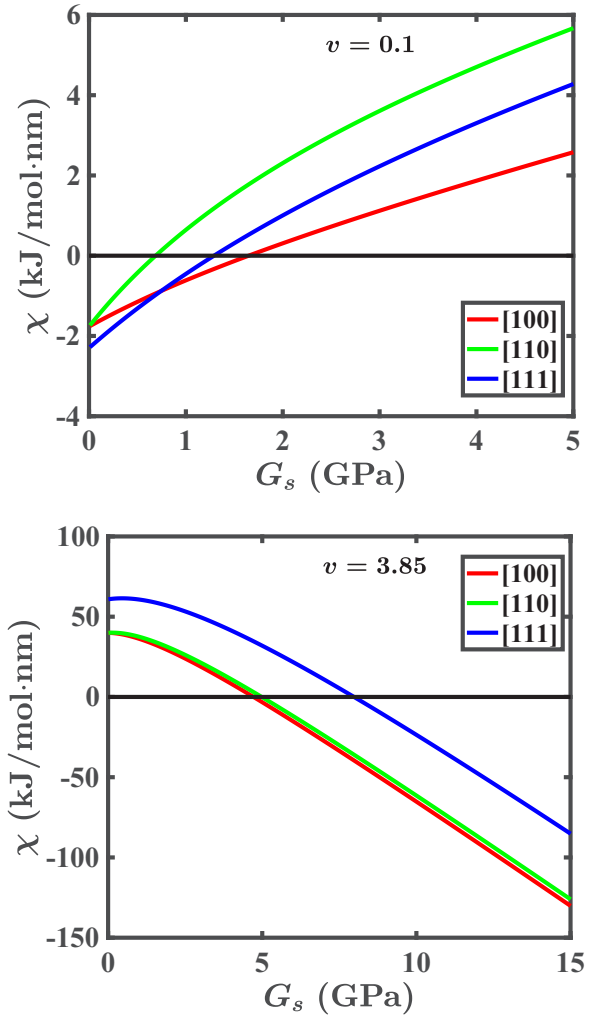 6
v = 0.1
4
2
0
-2
-4
χ (kJ/mol·nm)
[100]
[110]
[111]
0 1 2 3 4 5
G_s (GPa)
100
v = 3.85
50
0
-50
-100
-150
χ (kJ/mol·nm)
[100]
[110]
[111]
0 5 10 15
G_s (GPa)